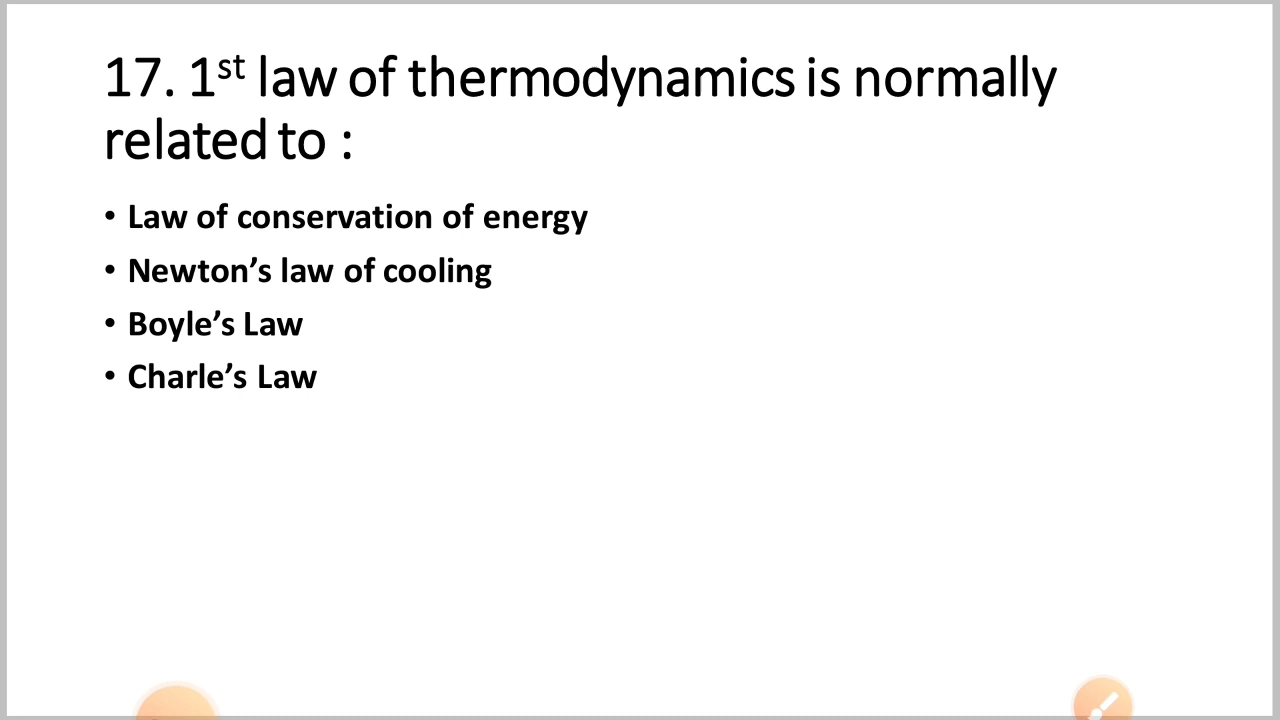 17. 1st law of thermodynamics is normally
related to :
• Law of conservation of energy
• Newton’s law of cooling
• Boyle’s Law
• Charle’s Law